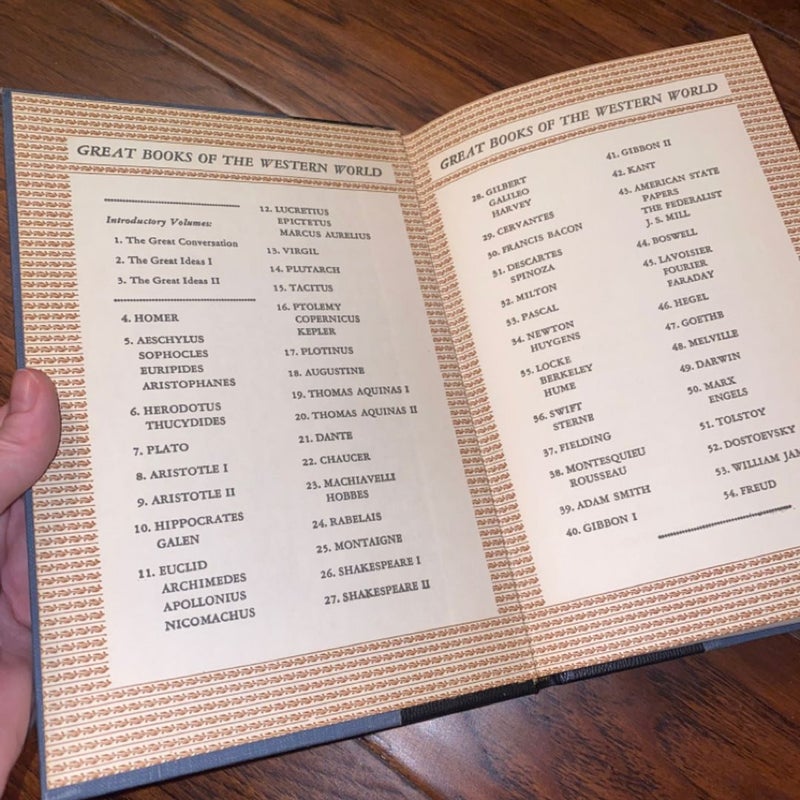 GREAT BOOKS OF THE WESTERN WORLD
Introductory Volumes:
1. The Great Conversation
2. The Great Ideas I
3. The Great Ideas II
4. HOMER
5. AESCHYLUS
SOPHOCLES
EURIPIDES
ARISTOPHANES
6. HERODOTUS
THUCYDIDES
7. PLATO
8. ARISTOTLE I
9. ARISTOTLE II
10. HIPPOCRATES
GALEN
11. EUCLID
ARCHIMEDES
APOLLONIUS
NICOMACHUS
12. LUCRETIUS
EPICTETUS
MARCUS AURELIUS
13. VIRGIL
14. PLUTARCH
15. TACITUS
16. PTOLEMY
COPERNICUS
KEPLER
17. PLOTINUS
18. AUGUSTINE
19. THOMAS AQUINAS I
20. THOMAS AQUINAS II
21. DANTE
22. CHAUCER
23. MACHIAVELLI
HOBBES
24. RABELAIS
25. MONTAIGNE
26. SHAKESPEARE I
27. SHAKESPEARE II
GREAT BOOKS OF THE WESTERN WORLD
28. GILBERT
GALILEO
HARVEY
29. CERVANTES
30. FRANCIS BACON
31. DESCARTES
SPINOZA
32. MILTON
33. PASCAL
34. NEWTON
HUYGENS
35. LOCKE
BERKELEY
HUME
36. SWIFT
STERNE
37. FIELDING
38. MONTESQUIEU
ROUSSEAU
39. ADAM SMITH
40. GIBBON I
41. GIBBON II
42. KANT
43. AMERICAN STATE
PAPERS
THE FEDERALIST
J. S. MILL
44. BOSWELL
45. LAVOISIER
FOURIER
FARADAY
46. HEGEL
47. GOETHE
48. MELVILLE
49. DARWIN
50. MARX
ENGELS
51. TOLSTOY
52. DOSTOEVSKY
53. WILLIAM JAM
54. FREUD